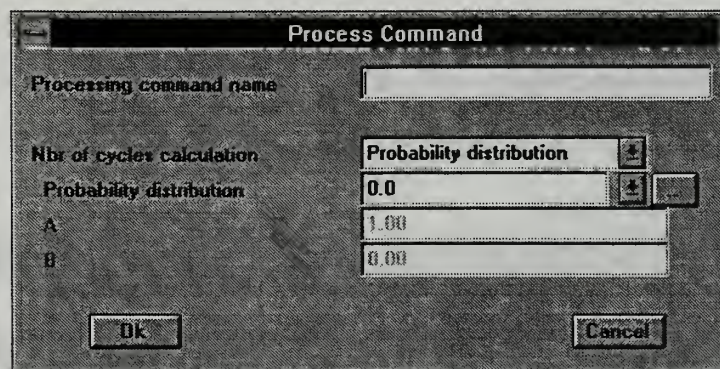 Process Command
Processing command name
Nbr of cycles calculation Probability distribution
Probability distribution 0.0 ...
A 1.00
B 0.00
Ok Cancel